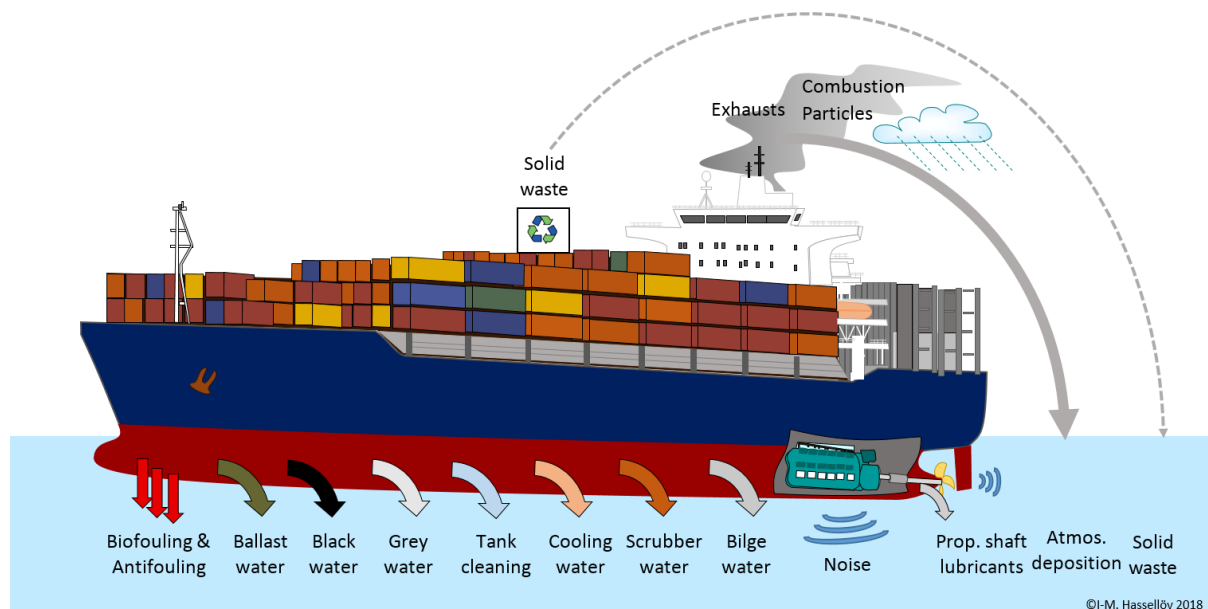 Exhausts
Combustion
Particles
Solid
waste
Biofouling &
Antifouling
Ballast
water
Black
water
Grey
water
Tank
cleaning
Cooling
water
Scrubber
water
Bilge
water
Noise
Prop. shaft
lubricants
Atmos.
deposition
Solid
waste
©I-M. Hassellöv 2018